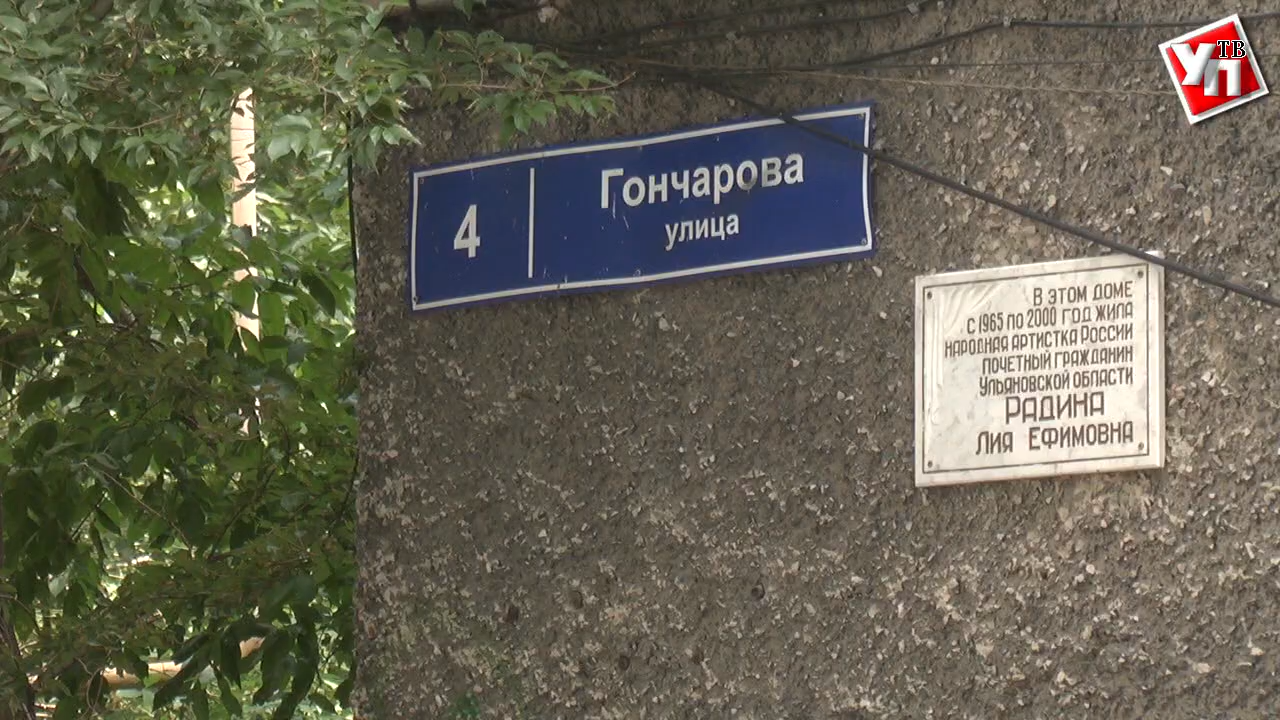 УП ТВ
4
Гончарова
улица
В ЭТОМ ДОМЕ
С 1965 ПО 2000 ГОД ЖИЛА
НАРОДНАЯ АРТИСТКА РОССИИ
ПОЧЕТНЫЙ ГРАЖДАНИН
УЛЬЯНОВСКОЙ ОБЛАСТИ
РАДИНА
ЛИЯ ЕФИМОВНА